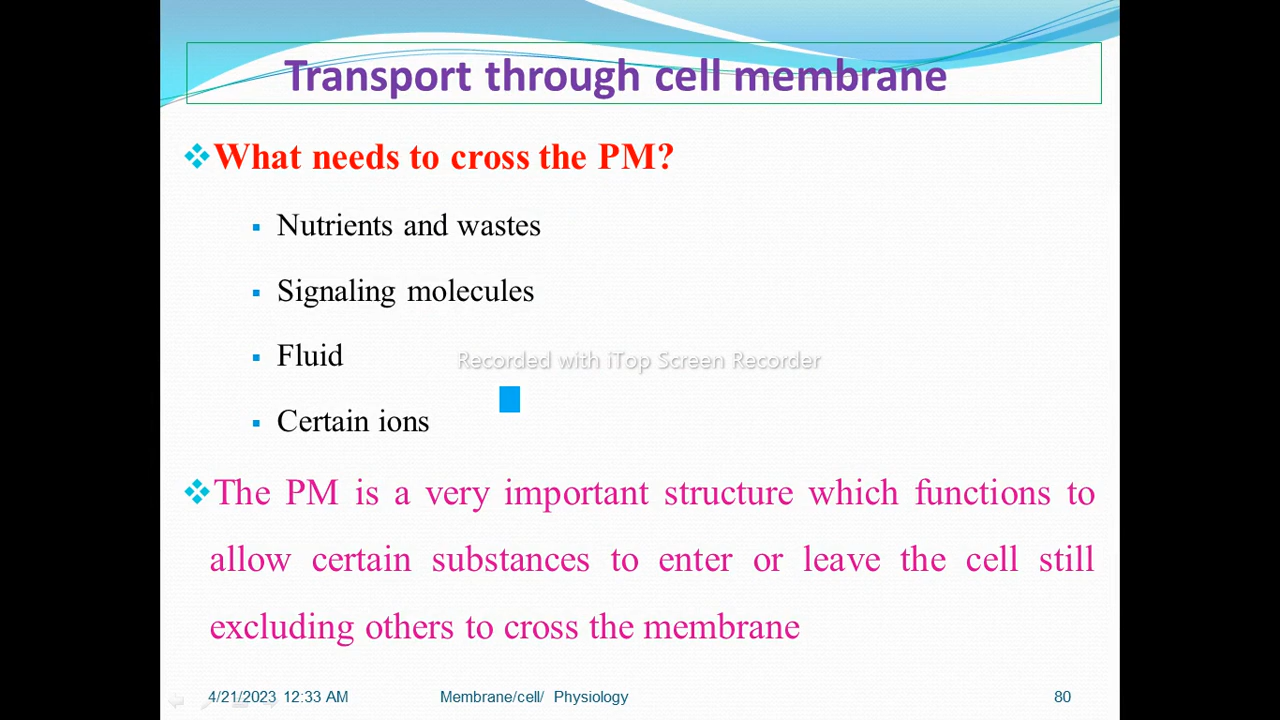 Transport through cell membrane
What needs to cross the PM?
Nutrients and wastes
Signaling molecules
Fluid
Recorded with iTop Screen Recorder
Certain ions
The PM is a very important structure which functions to
allow certain substances to enter or leave the cell still
excluding others to cross the membrane
4/21/2023 12:33 AM Membrane/cell/ Physiology 80